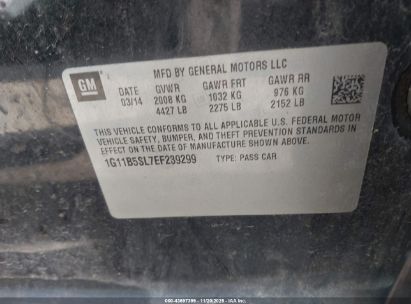 GM
MFD BY GENERAL MOTORS LLC
DATE GVWR GAWR FRT GAWR RR
03/14 2008 KG 1032 KG 976 KG
4427 LB 2275 LB 2152 LB
THIS VEHICLE CONFORMS TO ALL APPLICABLE U.S. FEDERAL MOTOR
VEHICLE SAFETY, BUMPER, AND THEFT PREVENTION STANDARDS IN
EFFECT ON THE DATE OF MANUFACTURE SHOWN ABOVE.
1G11B5SL7EF239299 TYPE: PASS CAR